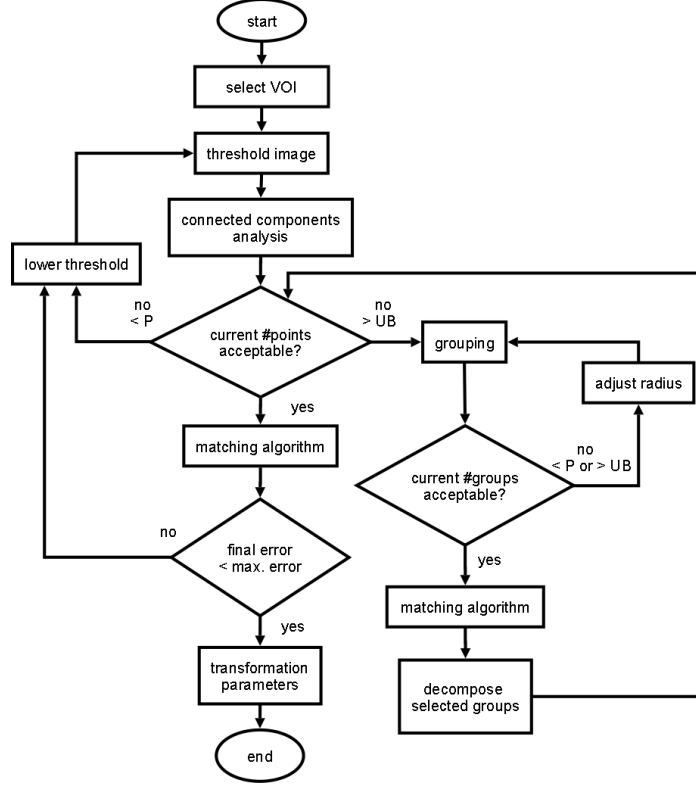 start
select VOI
threshold image
connected components
analysis
lower threshold
no
< P
current #points
acceptable?
no
> UB
grouping
adjust radius
yes
matching algorithm
current #groups
acceptable?
no
< P or > UB
no
final error
< max. error
yes
matching algorithm
yes
transformation
parameters
decompose
selected groups
end